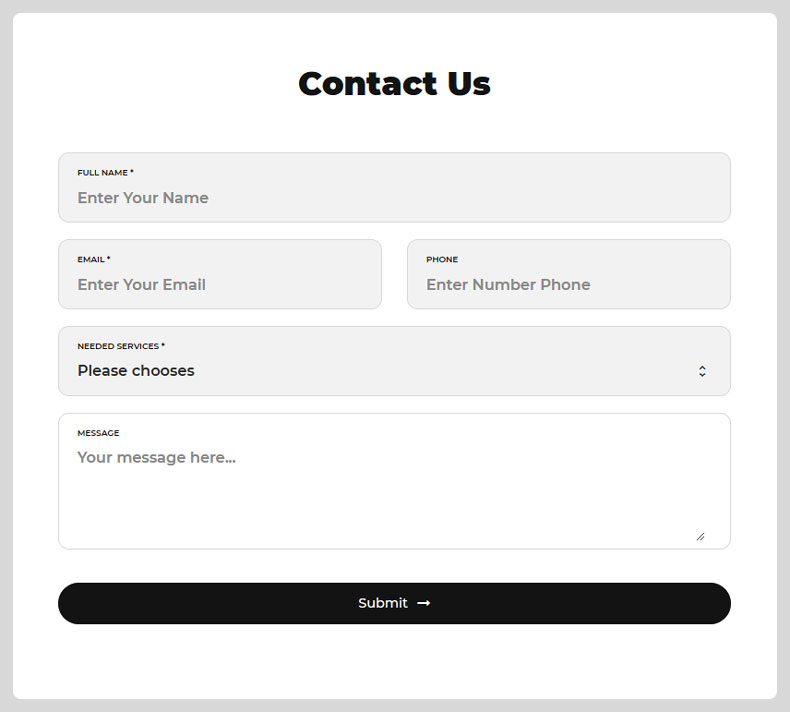 Contact Us
FULL NAME *
Enter Your Name
EMAIL *
Enter Your Email
PHONE
Enter Number Phone
NEEDED SERVICES *
Please chooses
MESSAGE
Your message here...
Submit →